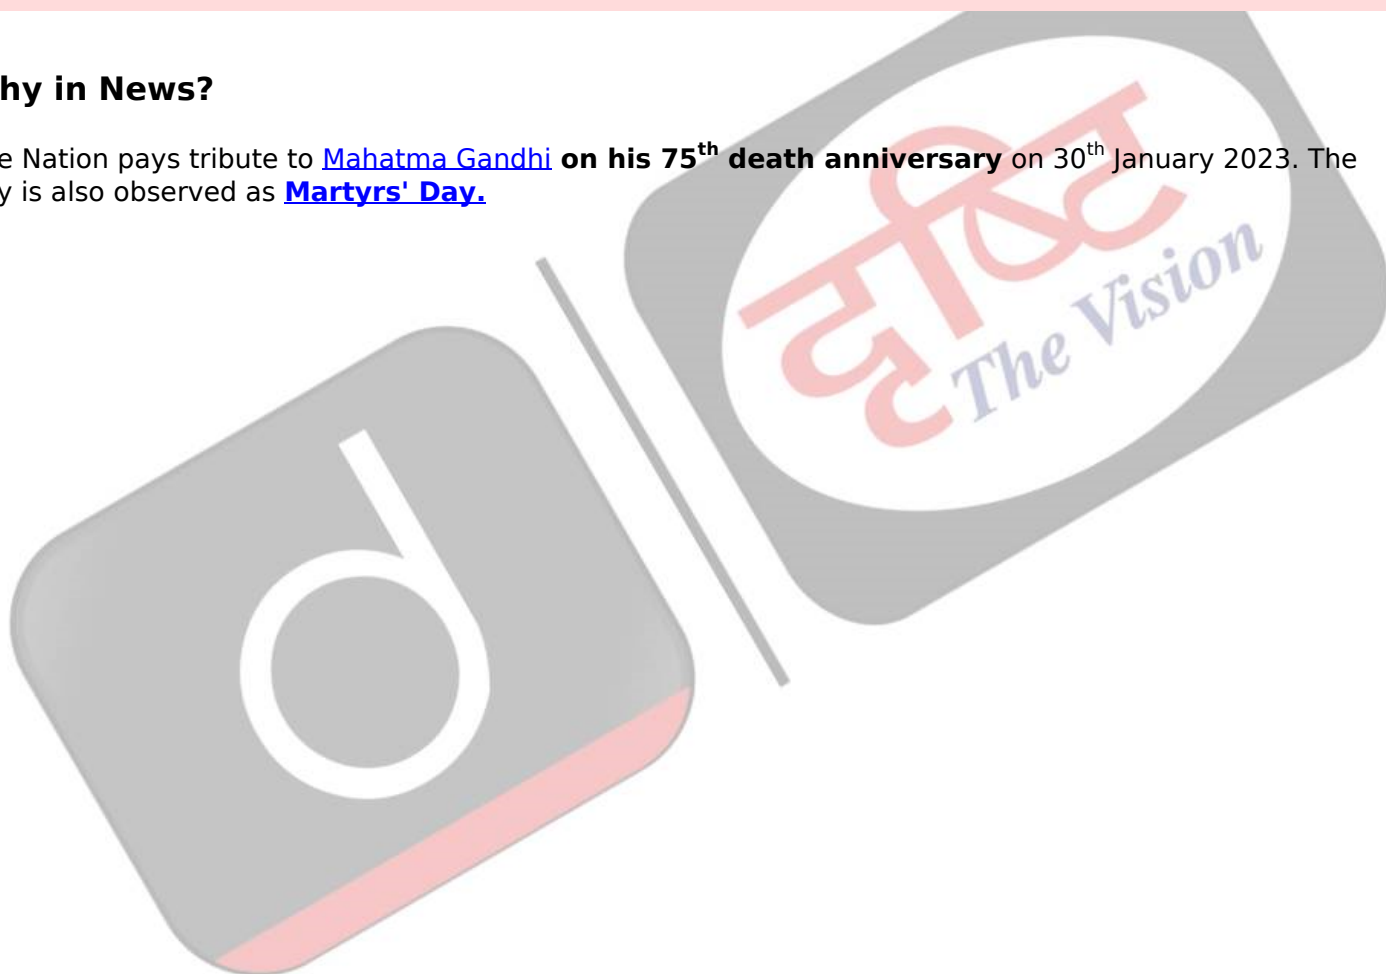 hy in News?
e Nation pays tribute to Mahatma Gandhi on his 75th death anniversary on 30th January 2023. The
y is also observed as Martyrs' Day.
दृष्टि
The Vision
d